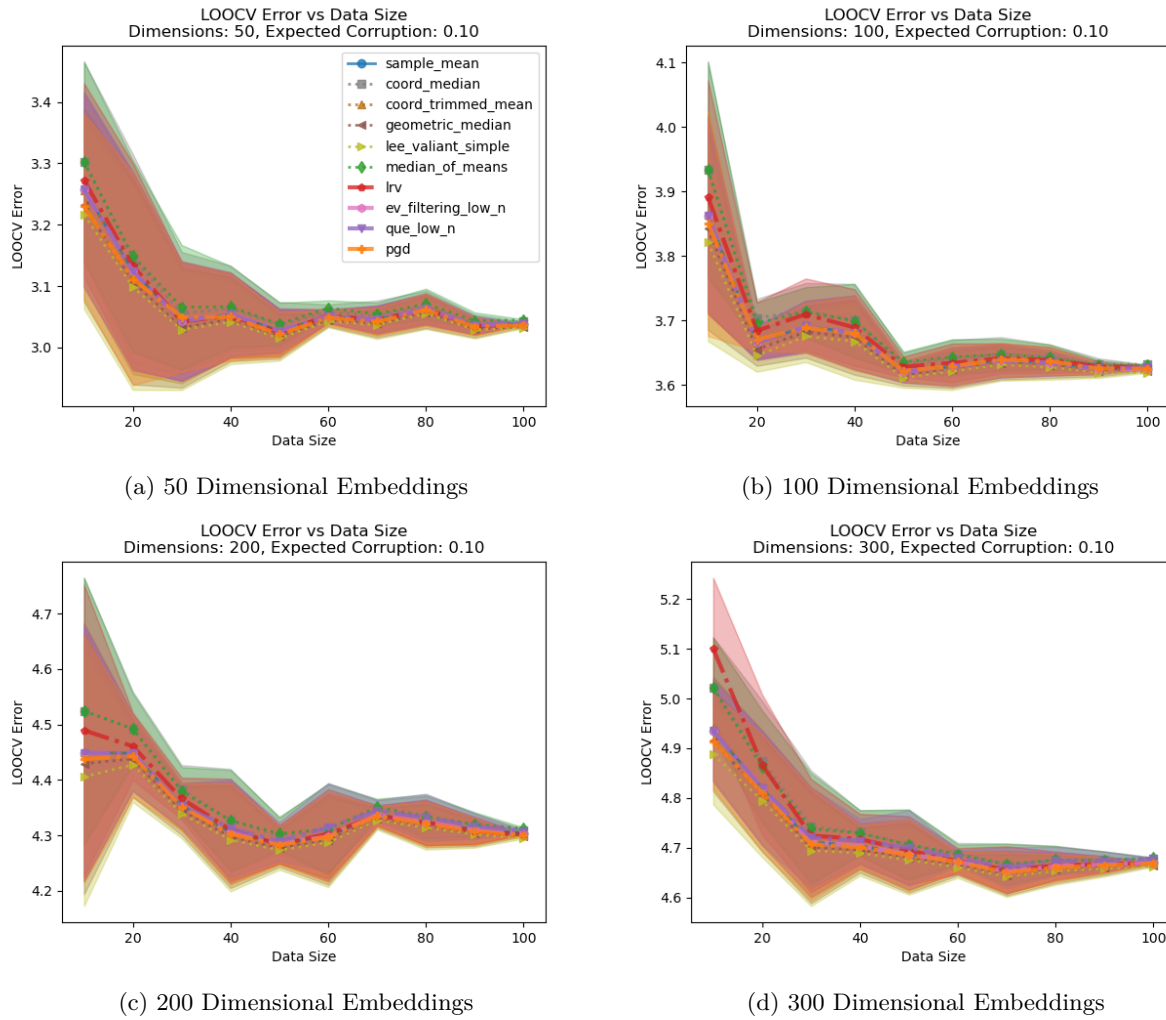 LOOCV Error vs Data Size
Dimensions: 50, Expected Corruption: 0.10
3.4
3.3
3.2
3.1
3.0
LOOCV Error
sample_mean
coord_median
coord_trimmed_mean
geometric_median
lee_valiant_simple
median_of_means
lrv
ev_filtering_low_n
que_low_n
pgd
20
40
60
80
100
Data Size
(a) 50 Dimensional Embeddings
LOOCV Error vs Data Size
Dimensions: 100, Expected Corruption: 0.10
4.1
4.0
3.9
3.8
3.7
3.6
LOOCV Error
20
40
60
80
100
Data Size
(b) 100 Dimensional Embeddings
LOOCV Error vs Data Size
Dimensions: 200, Expected Corruption: 0.10
4.7
4.6
4.5
4.4
4.3
4.2
LOOCV Error
20
40
60
80
100
Data Size
(c) 200 Dimensional Embeddings
LOOCV Error vs Data Size
Dimensions: 300, Expected Corruption: 0.10
5.2
5.1
5.0
4.9
4.8
4.7
4.6
LOOCV Error
20
40
60
80
100
Data Size
(d) 300 Dimensional Embeddings